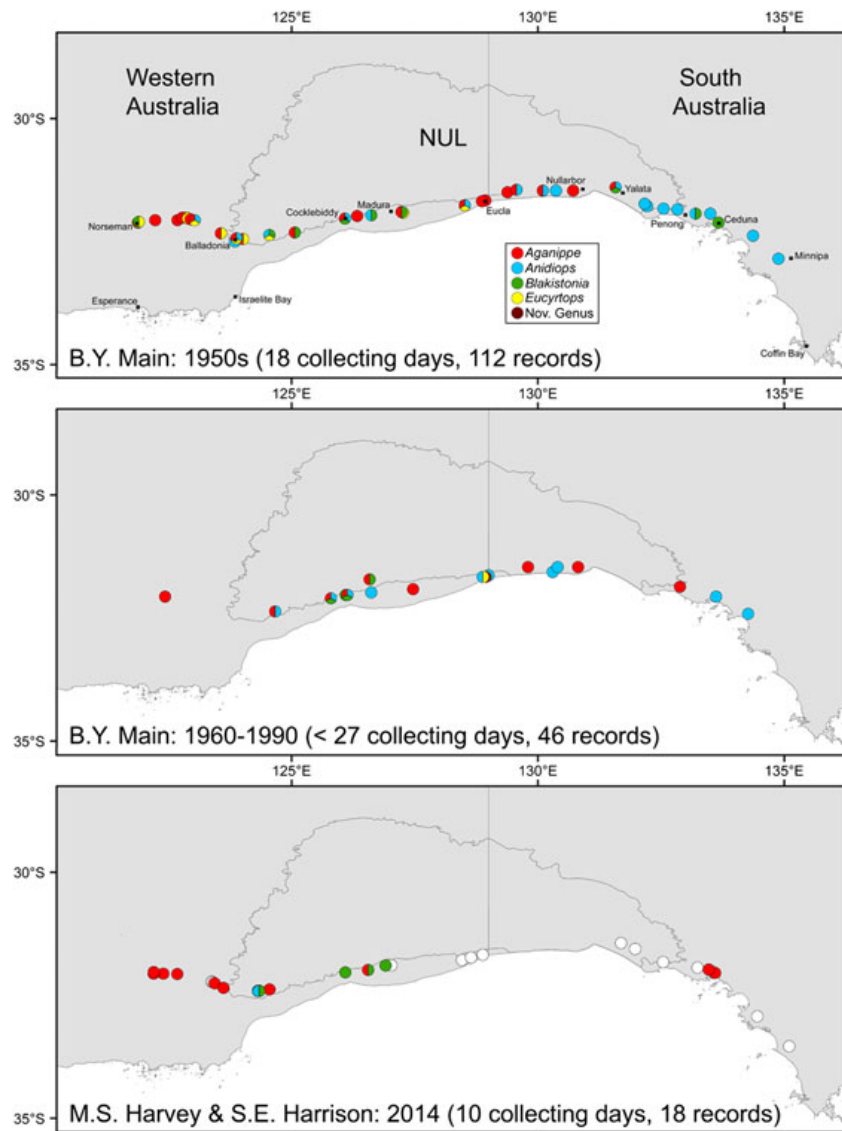 125°E 130°E 135°E
Western Australia
South Australia
30°S
NUL
Nullarbor
Yalata
Cocklebiddy
Madura
Norseman
Eucla
Penong
Ceduna
Balladonia
Aganippe
Anidiops
Blakistonia
Eucyrtops
Nov. Genus
Minnipa
Esperance
Israelite Bay
Coffin Bay
35°S
B.Y. Main: 1950s (18 collecting days, 112 records)
125°E 130°E 135°E
30°S
35°S
B.Y. Main: 1960-1990 (< 27 collecting days, 46 records)
125°E 130°E 135°E
30°S
35°S
M.S. Harvey & S.E. Harrison: 2014 (10 collecting days, 18 records)